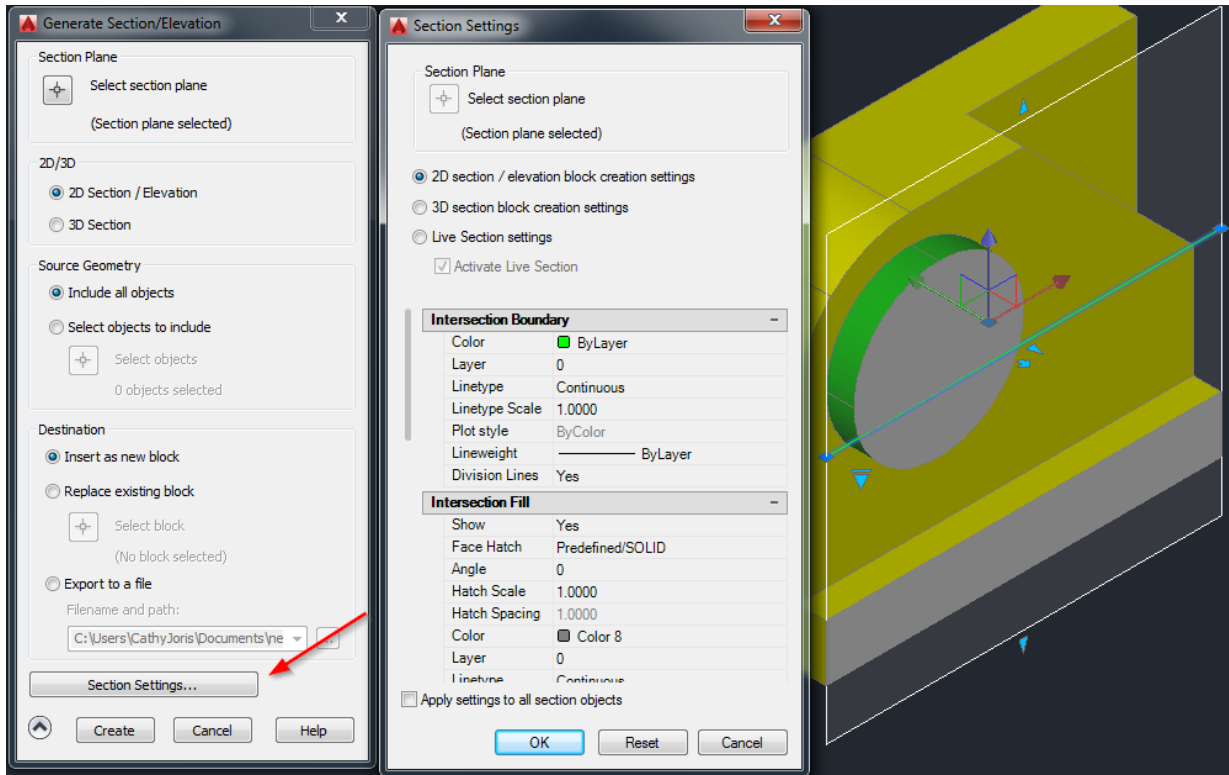 Generate Section/Elevation
X
Section Plane
Select section plane
(Section plane selected)
2D/3D
2D Section / Elevation
3D Section
Source Geometry
Include all objects
Select objects to include
Select objects
0 objects selected
Destination
Insert as new block
Replace existing block
Select block
(No block selected)
Export to a file
Filename and path:
C:\Users\CathyJoris\Documents\ne
...
Section Settings...
Create Cancel Help
Section Settings
X
Section Plane
Select section plane
(Section plane selected)
2D section / elevation block creation settings
3D section block creation settings
Live Section settings
Activate Live Section
Intersection Boundary
Color ByLayer
Layer 0
Linetype Continuous
Linetype Scale 1.0000
Plot style ByColor
Lineweight ByLayer
Division Lines Yes
Intersection Fill
Show Yes
Face Hatch Predefined/SOLID
Angle 0
Hatch Scale 1.0000
Hatch Spacing 1.0000
Color Color 8
Layer 0
Linetype Continuous
Apply settings to all section objects
OK Reset Cancel